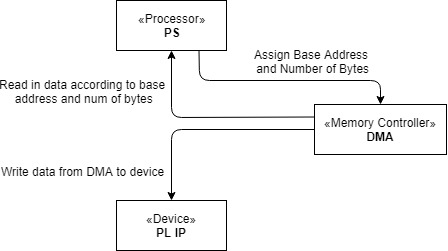 «Processor»
PS
Assign Base Address
and Number of Bytes
Read in data according to base
address and num of bytes
«Memory Controller»
DMA
Write data from DMA to device
«Device»
PL IP